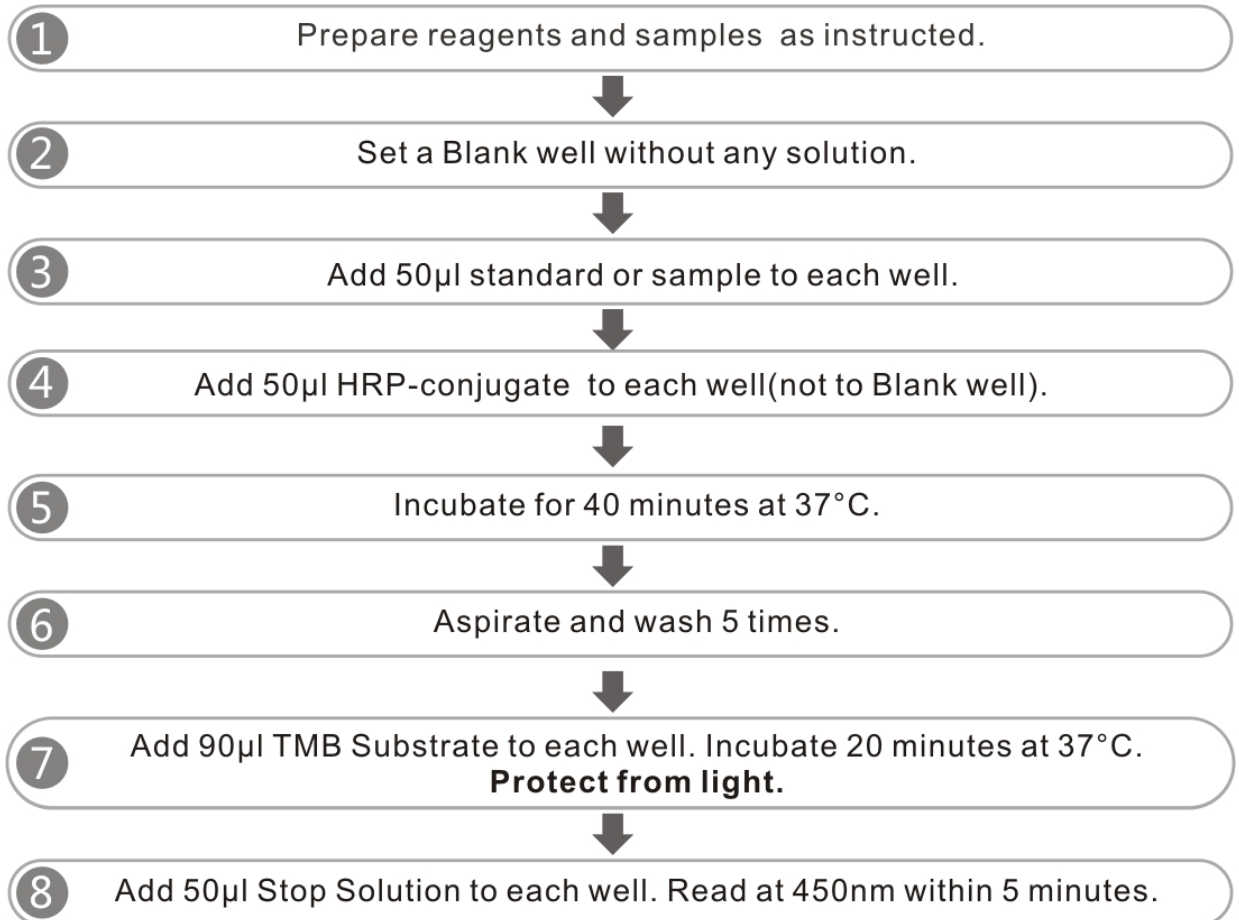 1 Prepare reagents and samples as instructed.
2 Set a Blank well without any solution.
3 Add 50µl standard or sample to each well.
4 Add 50µl HRP-conjugate to each well(not to Blank well).
5 Incubate for 40 minutes at 37°C.
6 Aspirate and wash 5 times.
7 Add 90µl TMB Substrate to each well. Incubate 20 minutes at 37°C.
Protect from light.
8 Add 50µl Stop Solution to each well. Read at 450nm within 5 minutes.